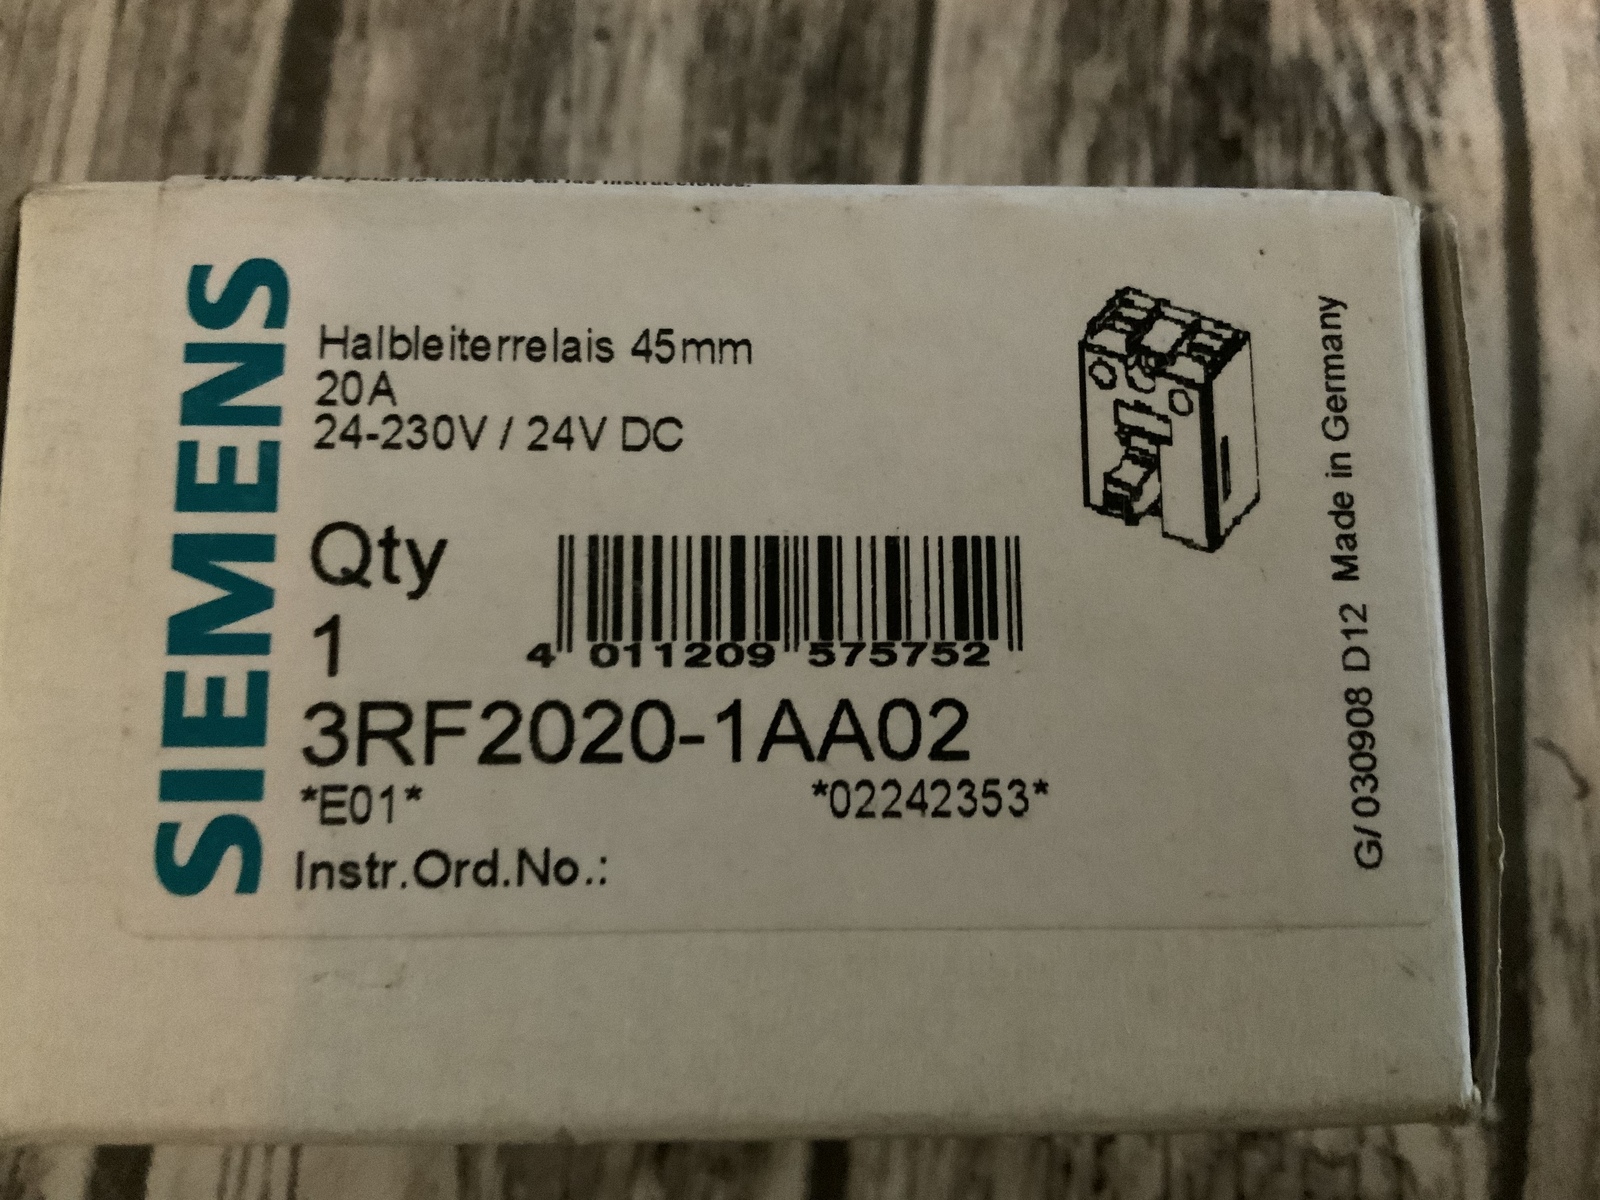 SIEMENS
Halbleiterrelais 45mm
20A
24-230V / 24V DC
Qty
1
4 011209 575752
3RF2020-1AA02
*E01* *02242353*
Instr.Ord.No.:
G/030908 D12 Made in Germany